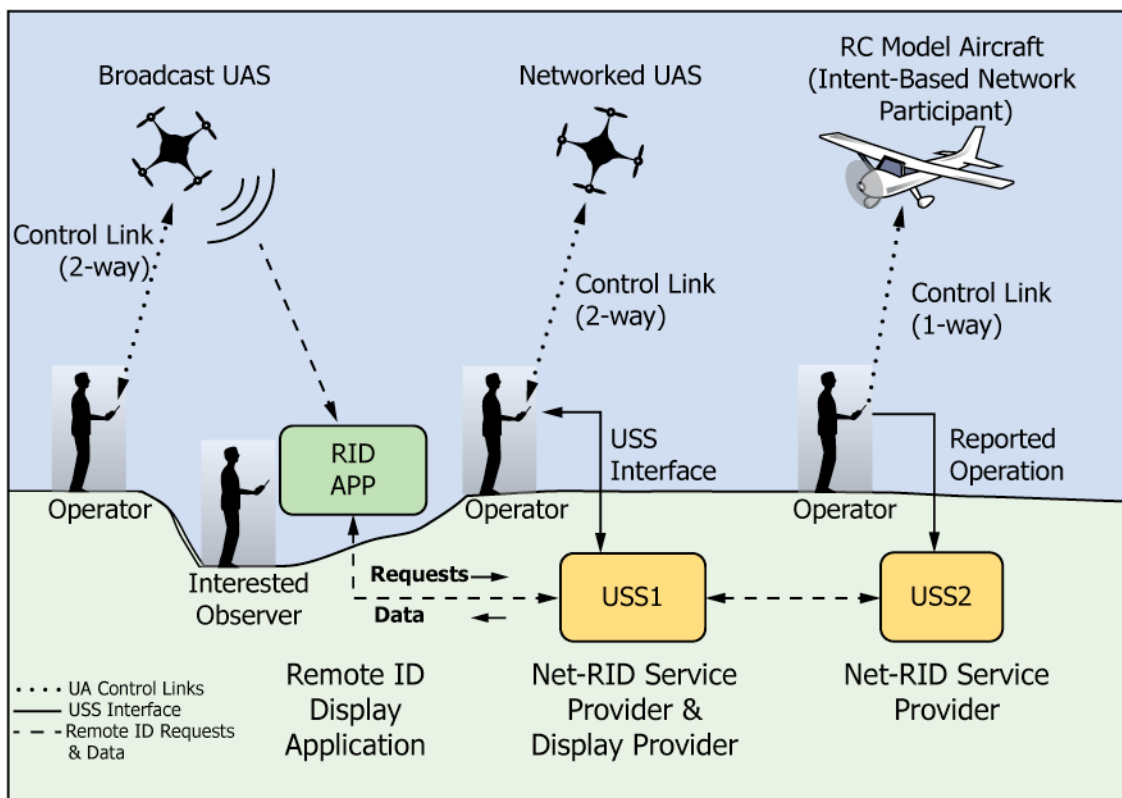 Broadcast UAS
Networked UAS
RC Model Aircraft
(Intent-Based Network
Participant)
Control Link
(2-way)
Control Link
(2-way)
Control Link
(1-way)
RID
APP
USS
Interface
Reported
Operation
Operator
Operator
Operator
Interested
Observer
Requests
Data
USS1
USS2
Remote ID
Display
Application
Net-RID Service
Provider &
Display Provider
Net-RID Service
Provider
UA Control Links
USS Interface
Remote ID Requests
& Data